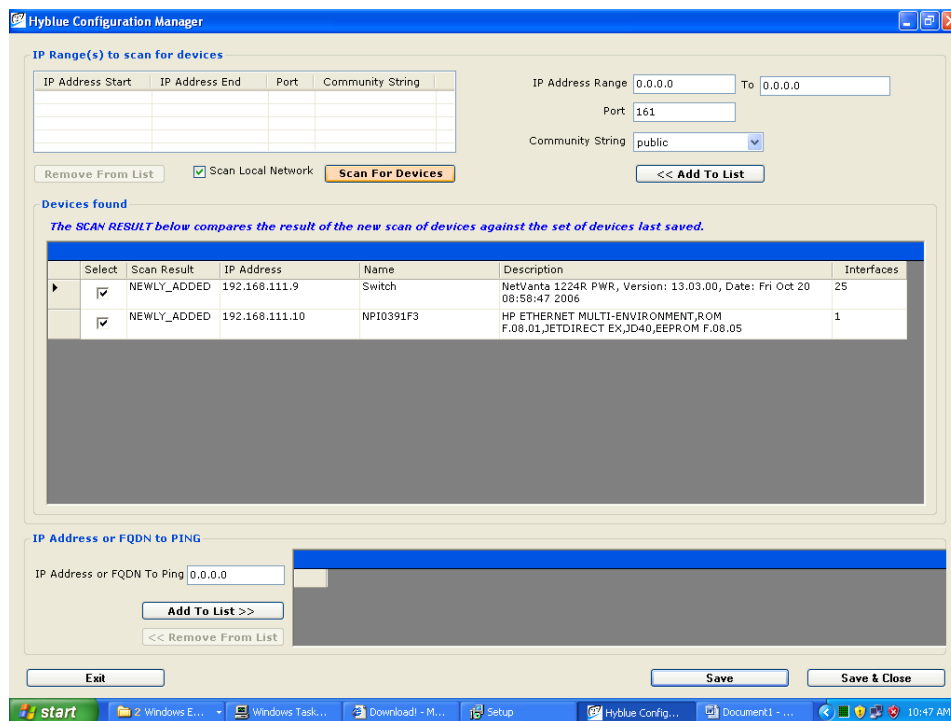 Hyblue Configuration Manager
IP Range(s) to scan for devices
IP Address Start IP Address End Port Community String
IP Address Range 0.0.0.0 To 0.0.0.0
Port 161
Community String public
Remove From List Scan Local Network Scan For Devices << Add To List
Devices found
The SCAN RESULT below compares the result of the new scan of devices against the set of devices last saved.
Select Scan Result IP Address Name Description Interfaces
NEWLY_ADDED 192.168.111.9 Switch NetVanta 1224R PWR, Version: 13.03.00, Date: Fri Oct 20 25
08:58:47 2006
NEWLY_ADDED 192.168.111.10 NPI0391F3 HP ETHERNET MULTI-ENVIRONMENT,ROM 1
F.08.01,JETDIRECT EX,JD40,EEPROM F.08.05
IP Address or FQDN to PING
IP Address or FQDN To Ping 0.0.0.0
Add To List >>
<< Remove From List
Exit Save Save & Close
start 2 Windows E... Windows Task... Download! - M... Setup Hyblue Config... Document1 - ... 10:47 AM